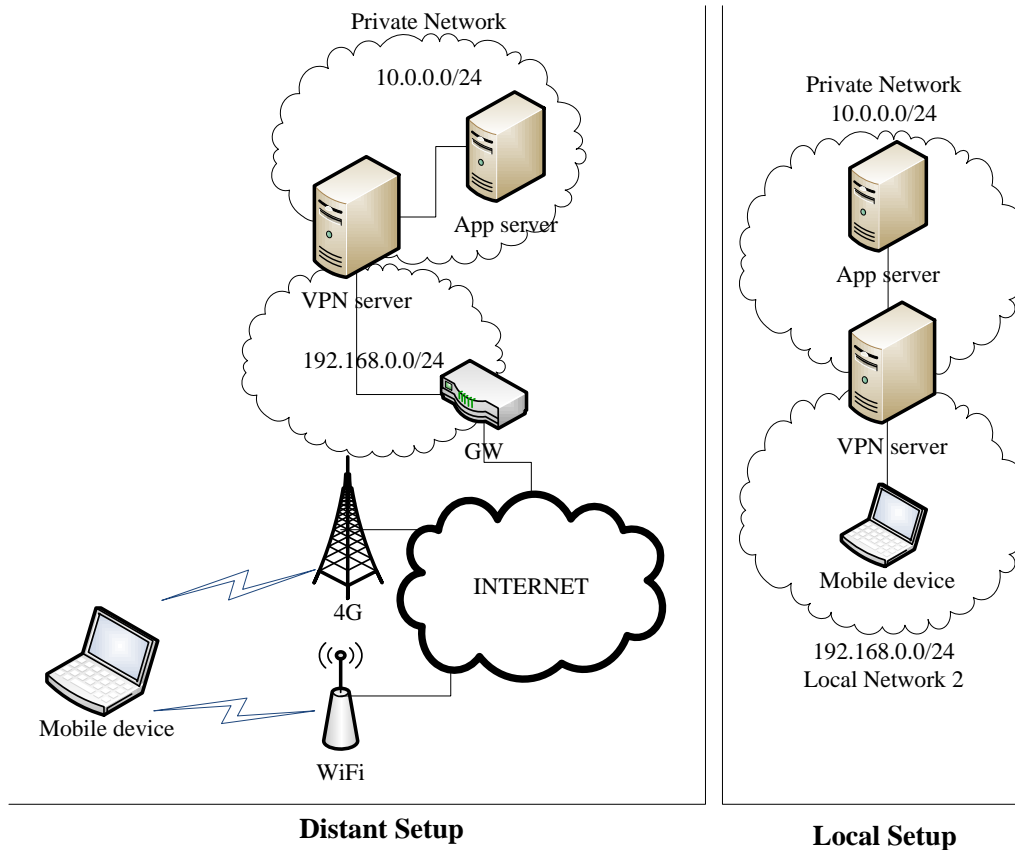 Private Network
10.0.0.0/24
App server
VPN server
192.168.0.0/24
GW
INTERNET
4G
Mobile device
WiFi
Distant Setup
Private Network
10.0.0.0/24
App server
VPN server
Mobile device
192.168.0.0/24
Local Network 2
Local Setup